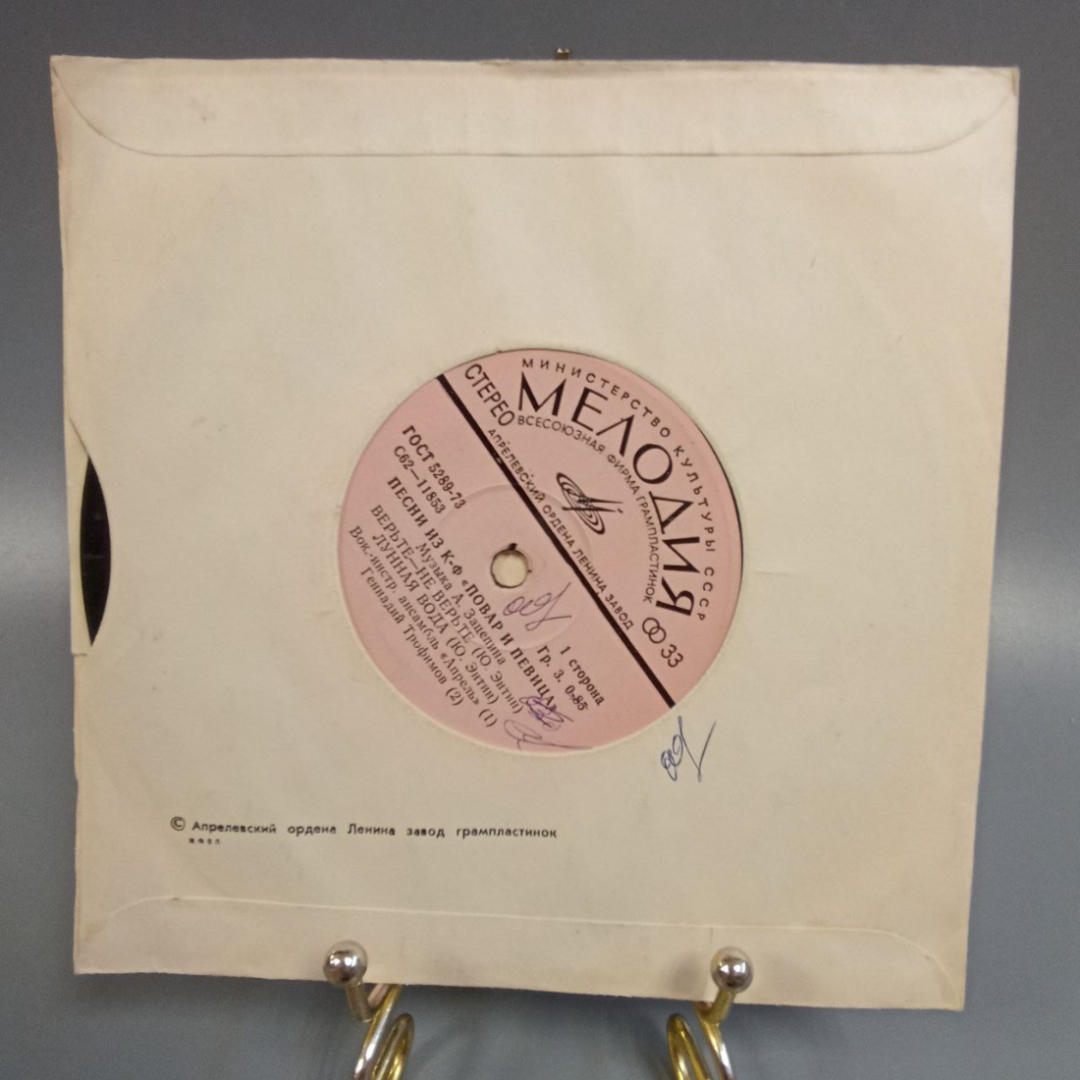 МИНИСТЕРСТВО КУЛЬТУРЫ СССР
МЕЛОДИЯ
ВСЕСОЮЗНАЯ ФИРМА ГРАМПЛАСТИНОК
АПРЕЛЕВСКИЙ ОРДЕНА ЛЕНИНА ЗАВОД
СТЕРЕО
33
ГОСТ 5289-73
С62—11853
1 сторона
Гр. 3. 0-85
ПЕСНИ ИЗ К-Ф «ПОВАР И ПЕВИЦА»
Музыка А. Зацепина
ВЕРЬТЕ—НЕ ВЕРЬТЕ (Ю. Энтин)
ЛУННАЯ ВОДА (Ю. Энтин)
Вок.-инстр. ансамбль «Апрель» (1)
Геннадий Трофимов (2)
© Апрелевский ордена Ленина завод грампластинок